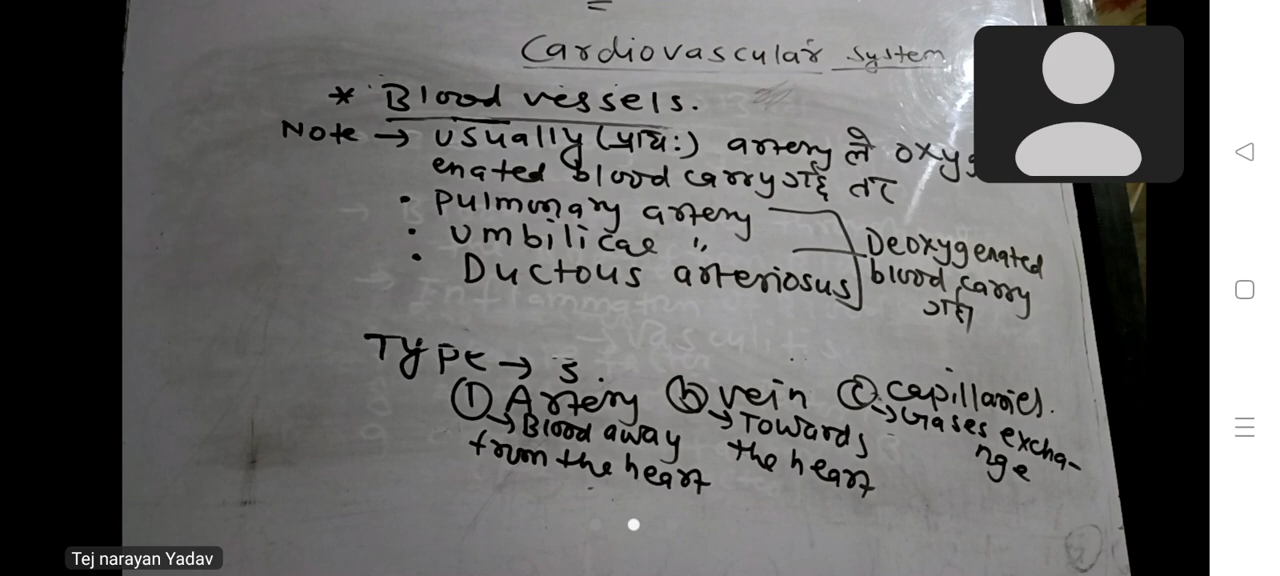 Cardiovascular system
* Blood vessels.
Note → usually (प्रायः) artery ले oxyg
enated blood carry गर्छ तर
• Pulmonary artery
• Umbilical "
• Ductous arteriosus
Deoxygenated
blood carry
गर्छ।
Type → 3.
① Artery ⓑ vein ⓒ capillaries.
→ Blood away → Towards → Gases excha-
from the heart the heart nge
Tej narayan Yadav